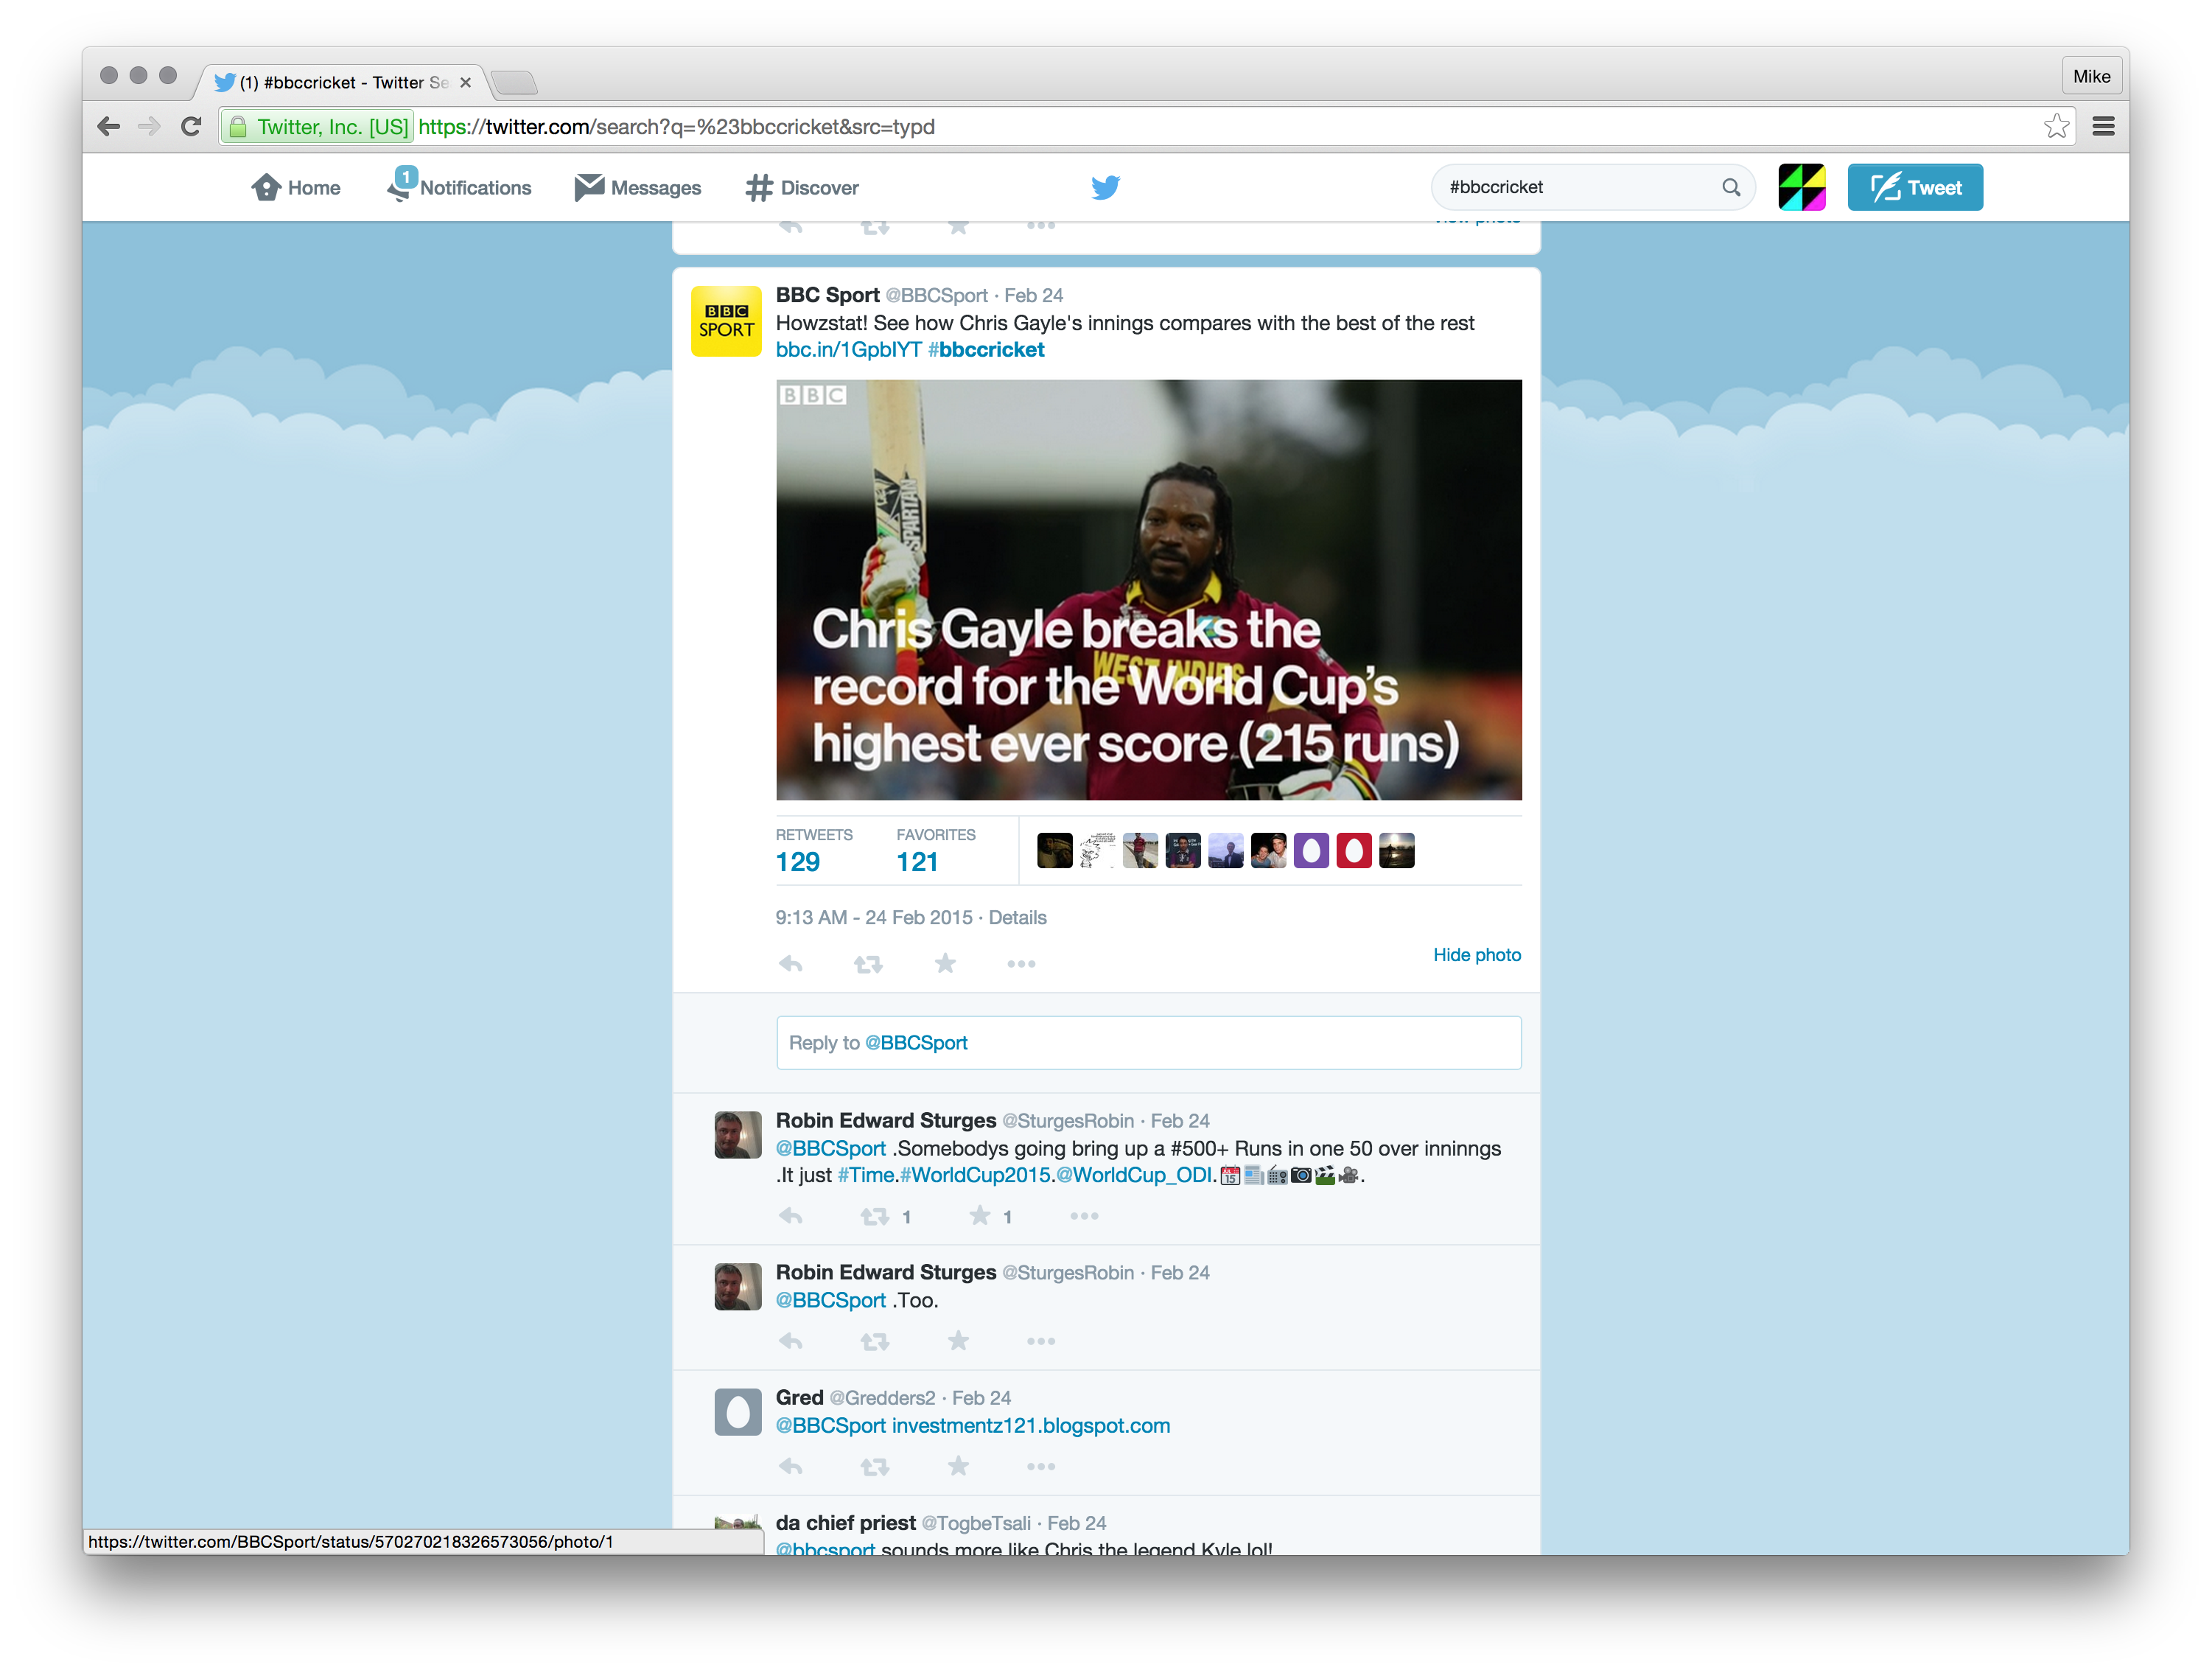 (1) #bbccricket - Twitter Se
Mike
Twitter, Inc. [US] https://twitter.com/search?q=%23bbccricket&src=typd
Home
1
Notifications
Messages
Discover
#bbccricket
Tweet
View photo
BBC SPORT
BBC Sport @BBCSport · Feb 24
Howzstat! See how Chris Gayle's innings compares with the best of the rest
bbc.in/1GpbIYT #bbccricket
BBC
SPARTAN
WEST INDIES
Chris Gayle breaks the
record for the World Cup's
highest ever score (215 runs)
RETWEETS
129
FAVORITES
121
9:13 AM - 24 Feb 2015 · Details
Hide photo
Reply to @BBCSport
Robin Edward Sturges @SturgesRobin · Feb 24
@BBCSport .Somebodys going bring up a #500+ Runs in one 50 over inninngs
.It just #Time.#WorldCup2015.@WorldCup_ODI.📅📰📻📷🎬🎥.
1
1
Robin Edward Sturges @SturgesRobin · Feb 24
@BBCSport .Too.
Gred @Gredders2 · Feb 24
@BBCSport investmentz121.blogspot.com
da chief priest @TogbeTsali · Feb 24
@bbcsport sounds more like Chris the legend Kyle lol!
https://twitter.com/BBCSport/status/570270218326573056/photo/1